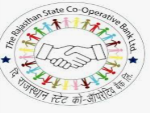 The Rajasthan State Co-Operative Bank Ltd.
दि राजस्थान स्टेट को-ऑपरेटिव बैंक लि.